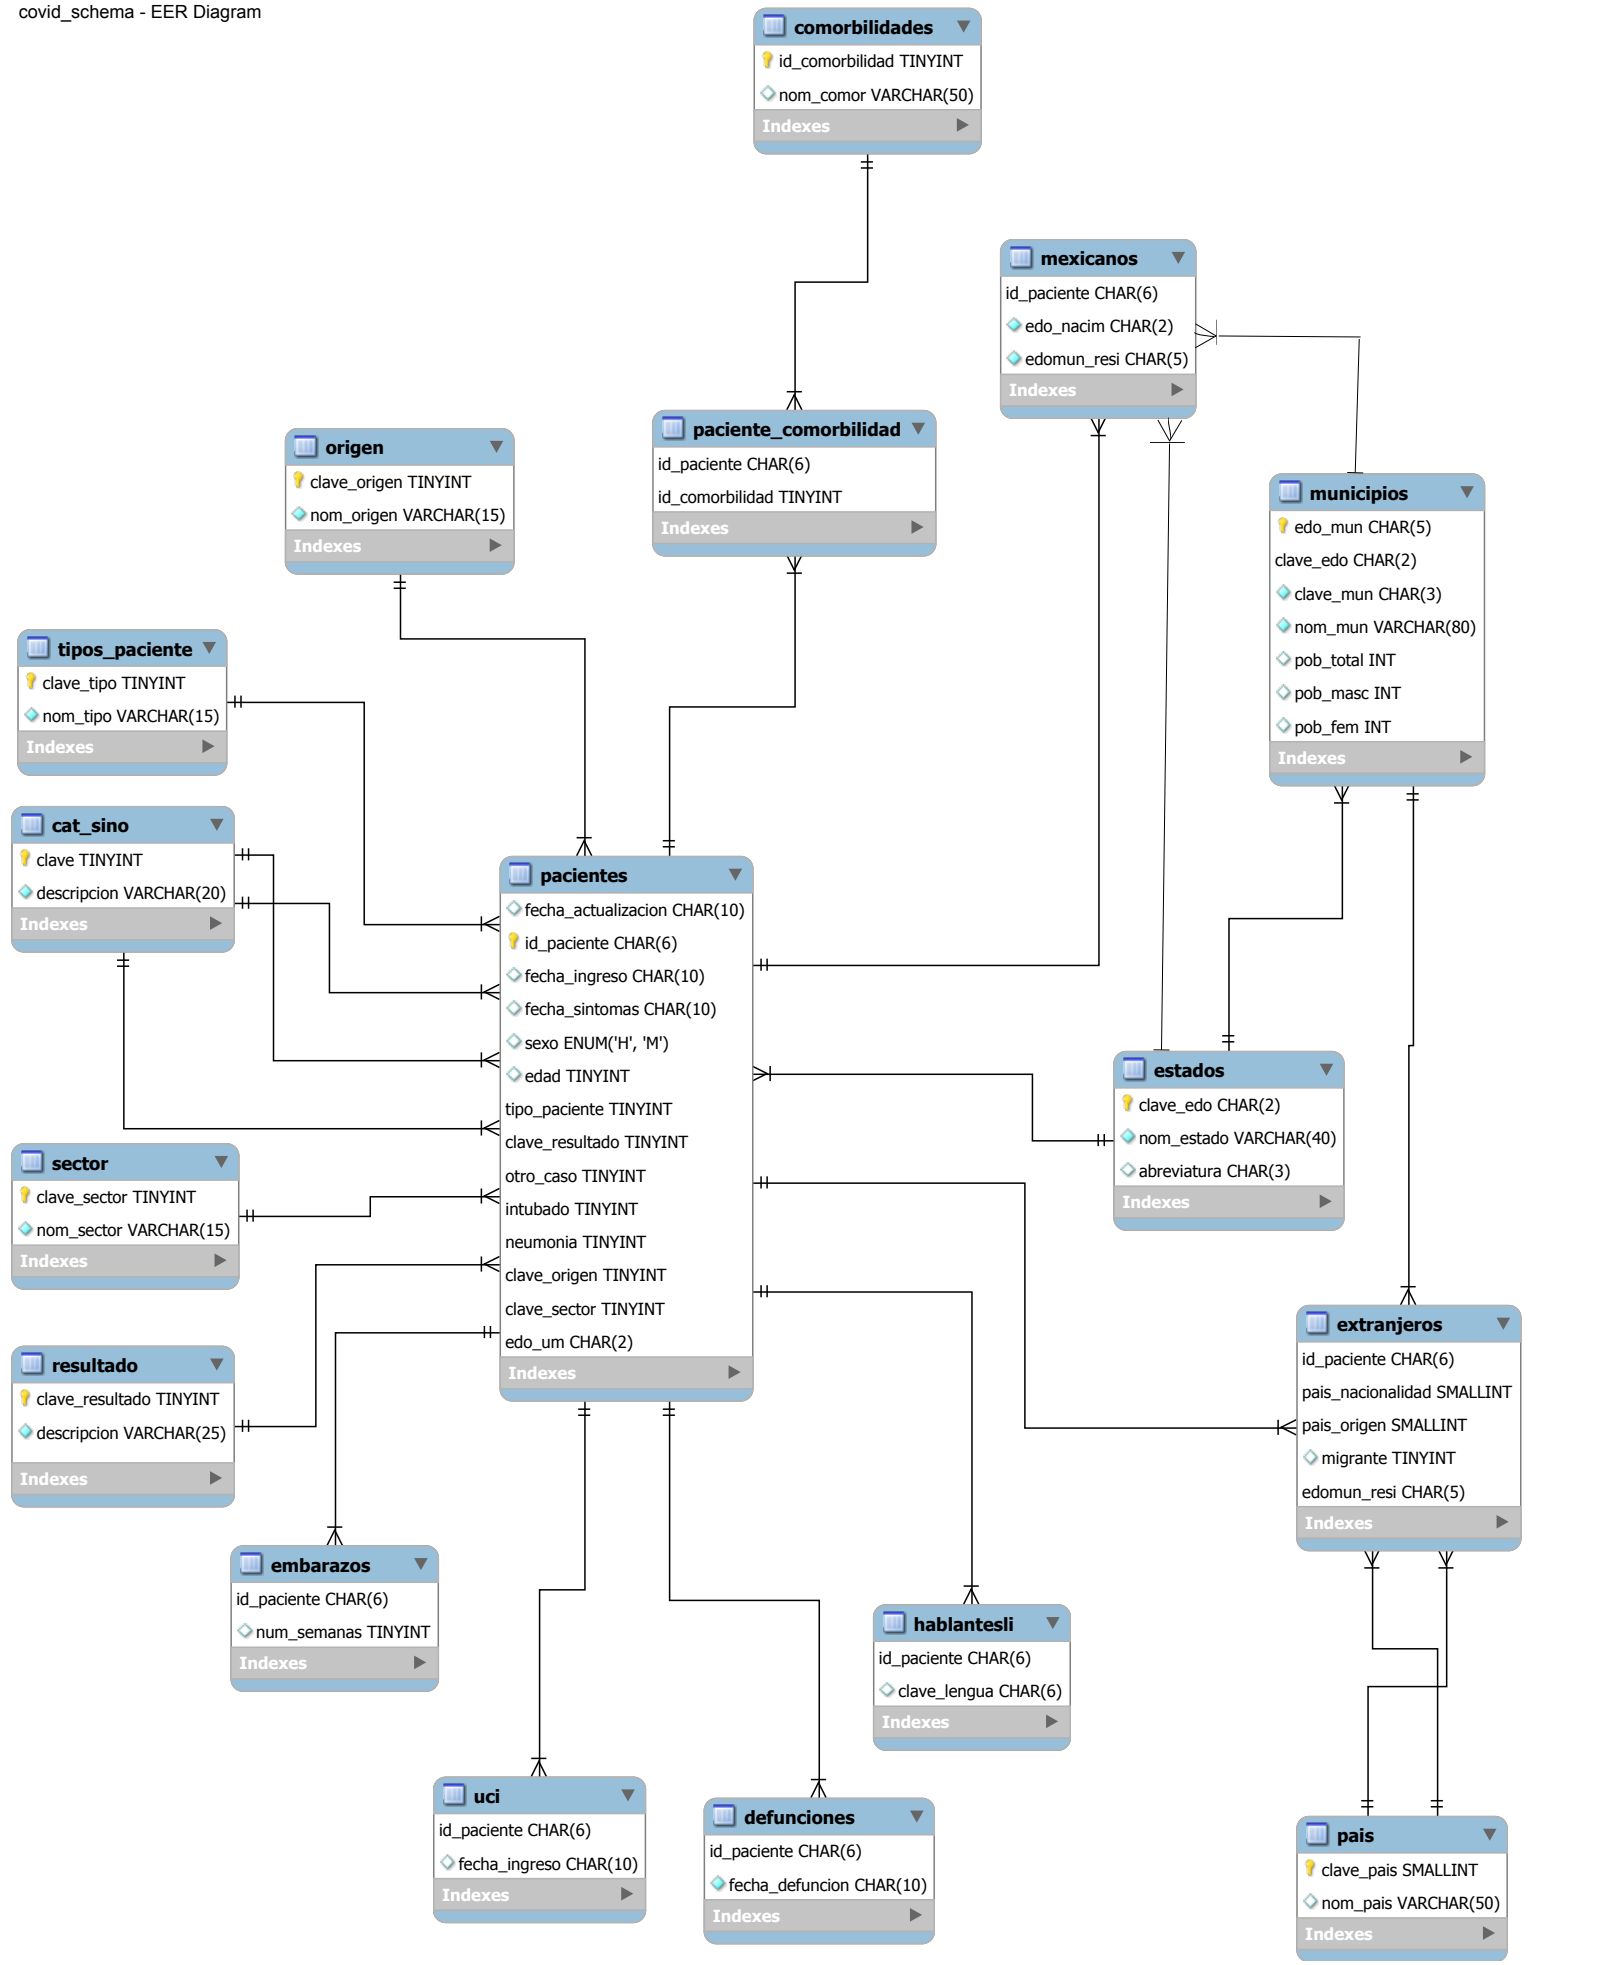 covid_schema - EER Diagram
comorbilidades
id_comorbilidad TINYINT
nom_comor VARCHAR(50)
Indexes
mexicanos
id_paciente CHAR(6)
edo_nacim CHAR(2)
edomun_resi CHAR(5)
Indexes
paciente_comorbilidad
id_paciente CHAR(6)
id_comorbilidad TINYINT
Indexes
origen
clave_origen TINYINT
nom_origen VARCHAR(15)
Indexes
municipios
edo_mun CHAR(5)
clave_edo CHAR(2)
clave_mun CHAR(3)
nom_mun VARCHAR(80)
pob_total INT
pob_masc INT
pob_fem INT
Indexes
tipos_paciente
clave_tipo TINYINT
nom_tipo VARCHAR(15)
Indexes
cat_sino
clave TINYINT
descripcion VARCHAR(20)
Indexes
pacientes
fecha_actualizacion CHAR(10)
id_paciente CHAR(6)
fecha_ingreso CHAR(10)
fecha_sintomas CHAR(10)
sexo ENUM('H', 'M')
edad TINYINT
tipo_paciente TINYINT
clave_resultado TINYINT
otro_caso TINYINT
intubado TINYINT
neumonia TINYINT
clave_origen TINYINT
clave_sector TINYINT
edo_um CHAR(2)
Indexes
estados
clave_edo CHAR(2)
nom_estado VARCHAR(40)
abreviatura CHAR(3)
Indexes
sector
clave_sector TINYINT
nom_sector VARCHAR(15)
Indexes
resultado
clave_resultado TINYINT
descripcion VARCHAR(25)
Indexes
extranjeros
id_paciente CHAR(6)
pais_nacionalidad SMALLINT
pais_origen SMALLINT
migrante TINYINT
edomun_resi CHAR(5)
Indexes
embarazos
id_paciente CHAR(6)
num_semanas TINYINT
Indexes
hablantesli
id_paciente CHAR(6)
clave_lengua CHAR(6)
Indexes
uci
id_paciente CHAR(6)
fecha_ingreso CHAR(10)
Indexes
defunciones
id_paciente CHAR(6)
fecha_defuncion CHAR(10)
Indexes
pais
clave_pais SMALLINT
nom_pais VARCHAR(50)
Indexes